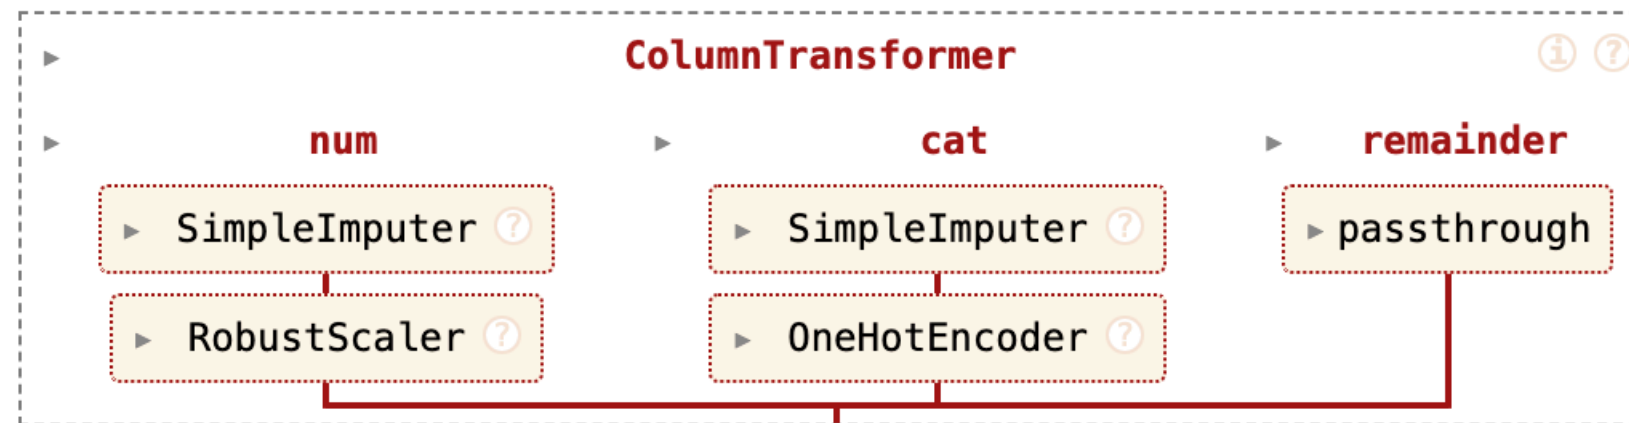 ColumnTransformer i ?
num cat remainder
SimpleImputer ? SimpleImputer ? passthrough
RobustScaler ? OneHotEncoder ?